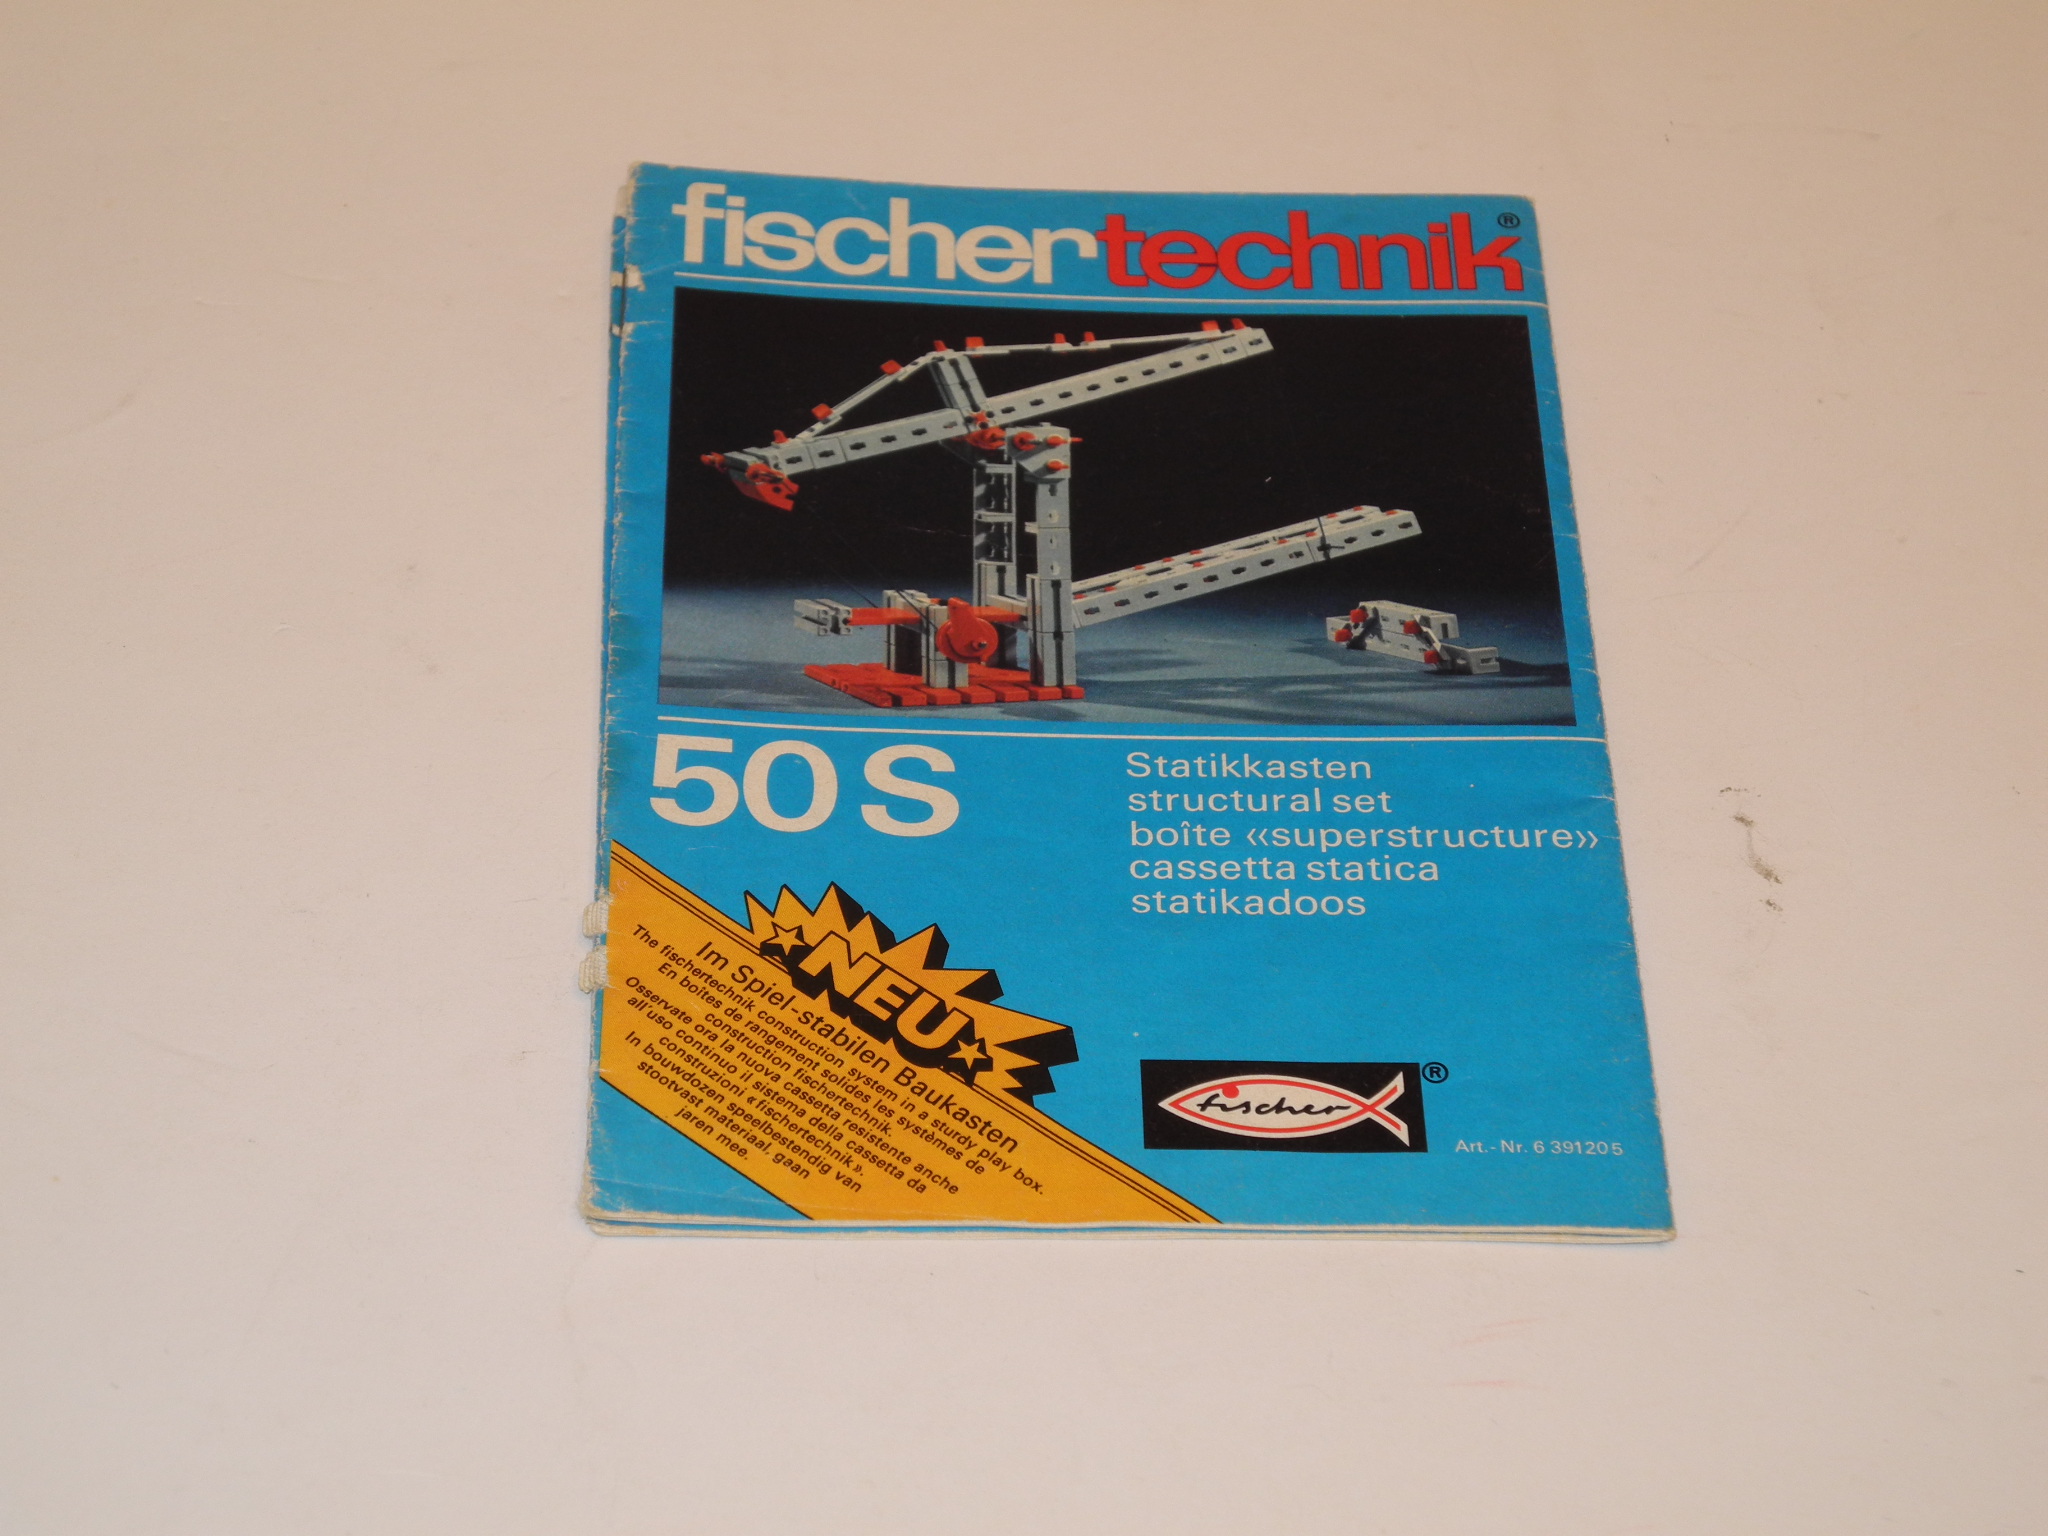 fischertechnik®
50 S
Statikkasten
structural set
boîte «superstructure»
cassetta statica
statikadoos
NEU
Im Spiel-stabilen Baukasten
The fischertechnik construction system in a sturdy play box.
En boîtes de rangement solides les systèmes de
construction fischertechnik.
Osservate ora la nuova cassetta resistente anche
all'uso continuo il sistema della cassetta da
construzioni «fischertechnik».
In bouwdozen speelbestendig van
stootvast materiaal, gaan
jaren mee.
fischer®
Art.-Nr. 6 39120 5